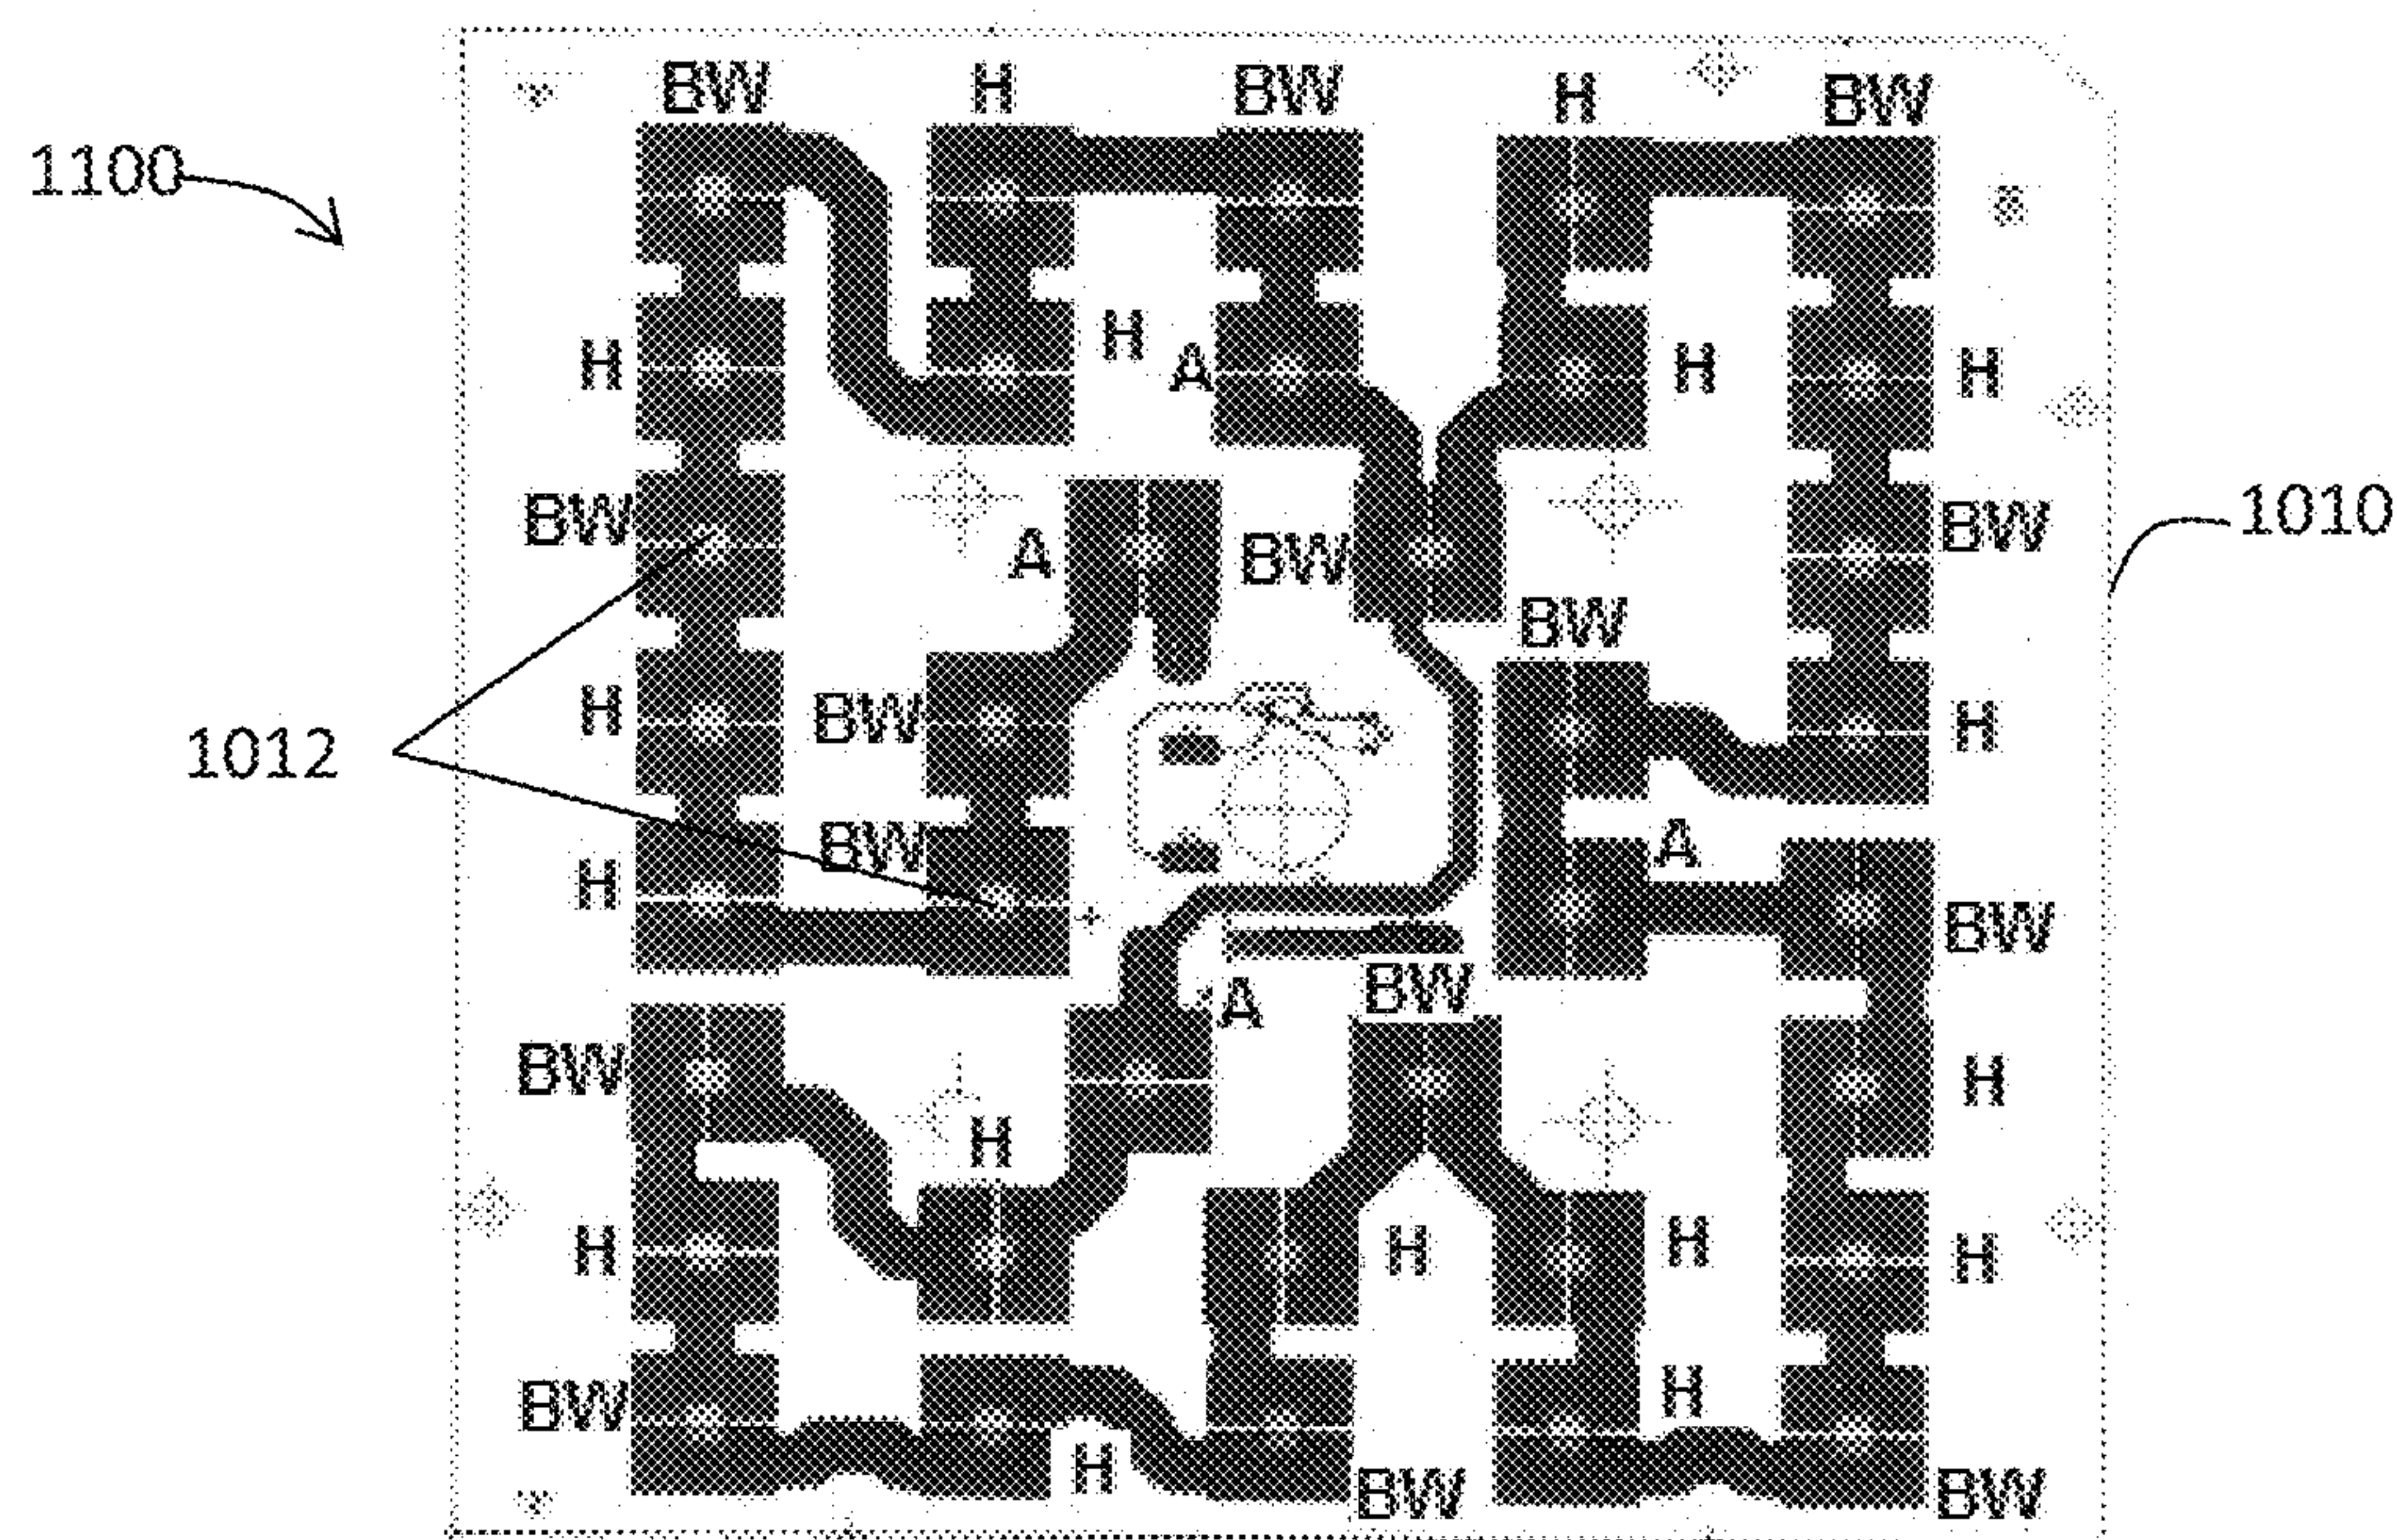 BW H BW H BW
1100
H H A H H
BW A BW BW 1010
BW
H BW H
1012
BW A
H BW
A BW
BW H H
H H H H
BW H
H BW BW